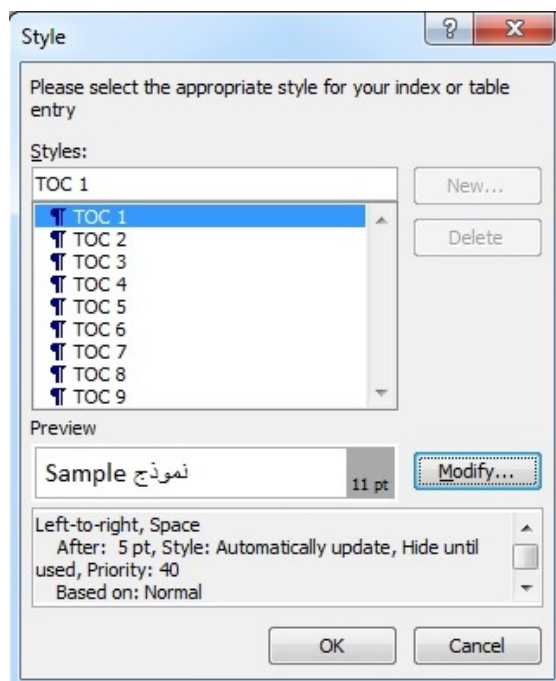 Style
Please select the appropriate style for your index or table
entry
Styles:
TOC 1
New...
¶ TOC 1
¶ TOC 2
Delete
¶ TOC 3
¶ TOC 4
¶ TOC 5
¶ TOC 6
¶ TOC 7
¶ TOC 8
¶ TOC 9
Preview
Sample نموذج
11 pt
Modify...
Left-to-right, Space
After: 5 pt, Style: Automatically update, Hide until
used, Priority: 40
Based on: Normal
OK
Cancel